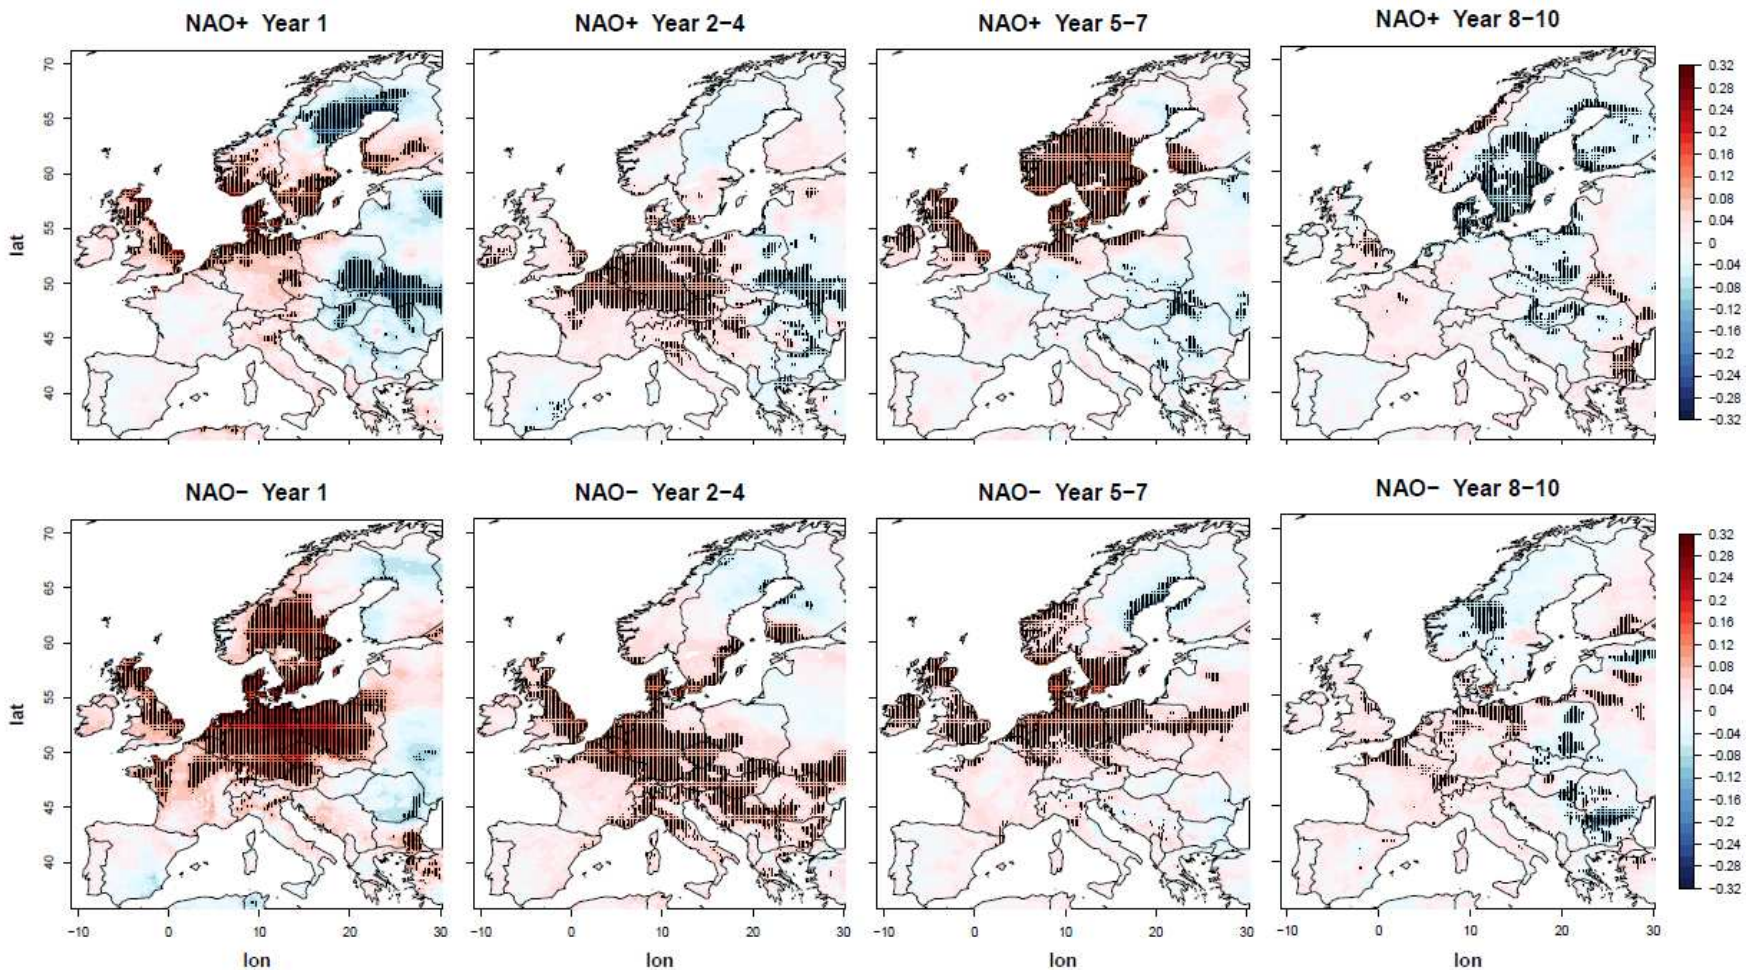 NAO+ Year 1
NAO+ Year 2−4
NAO+ Year 5−7
NAO+ Year 8−10
70
65
60
55
50
45
40
lat
0.32
0.28
0.24
0.2
0.16
0.12
0.08
0.04
0
−0.04
−0.08
−0.12
−0.16
−0.2
−0.24
−0.28
−0.32
NAO− Year 1
NAO− Year 2−4
NAO− Year 5−7
NAO− Year 8−10
70
65
60
55
50
45
40
lat
0.32
0.28
0.24
0.2
0.16
0.12
0.08
0.04
0
−0.04
−0.08
−0.12
−0.16
−0.2
−0.24
−0.28
−0.32
−10 0 10 20 30
−10 0 10 20 30
−10 0 10 20 30
−10 0 10 20 30
lon
lon
lon
lon